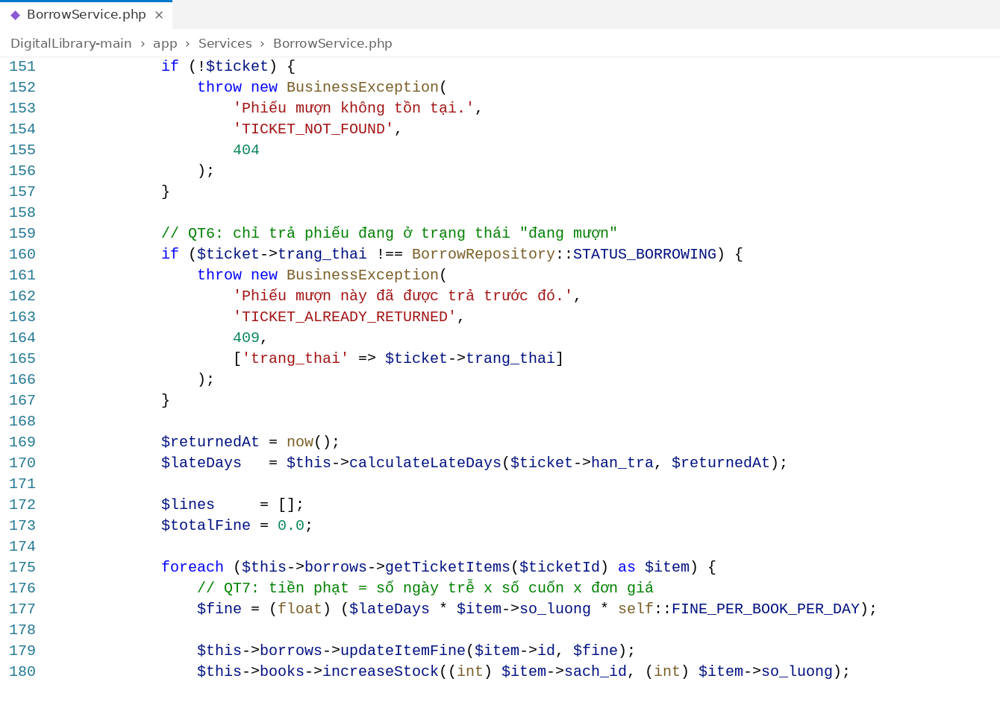 BorrowService.php ×
DigitalLibrary-main › app › Services › BorrowService.php
151 if (!$ticket) {
152 throw new BusinessException(
153 'Phiếu mượn không tồn tại.',
154 'TICKET_NOT_FOUND',
155 404
156 );
157 }
158
159 // QT6: chỉ trả phiếu đang ở trạng thái "đang mượn"
160 if ($ticket->trang_thai !== BorrowRepository::STATUS_BORROWING) {
161 throw new BusinessException(
162 'Phiếu mượn này đã được trả trước đó.',
163 'TICKET_ALREADY_RETURNED',
164 409,
165 ['trang_thai' => $ticket->trang_thai]
166 );
167 }
168
169 $returnedAt = now();
170 $lateDays   = $this->calculateLateDays($ticket->han_tra, $returnedAt);
171
172 $lines     = [];
173 $totalFine = 0.0;
174
175 foreach ($this->borrows->getTicketItems($ticketId) as $item) {
176 // QT7: tiền phạt = số ngày trễ x số cuốn x đơn giá
177 $fine = (float) ($lateDays * $item->so_luong * self::FINE_PER_BOOK_PER_DAY);
178
179 $this->borrows->updateItemFine($item->id, $fine);
180 $this->books->increaseStock((int) $item->sach_id, (int) $item->so_luong);